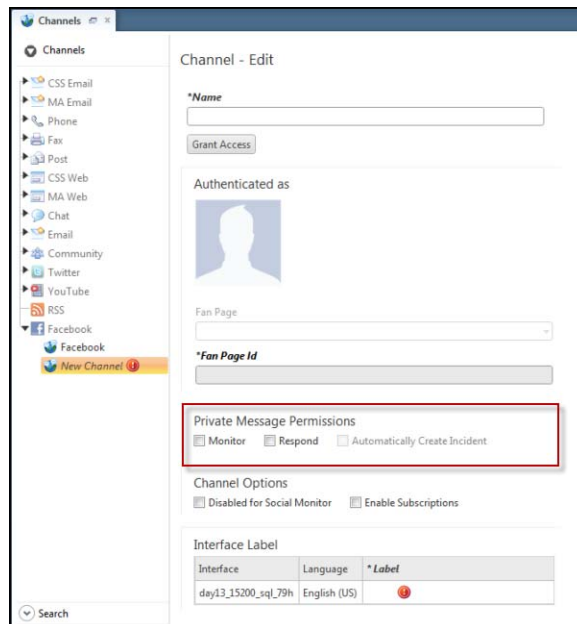 Channels
Channels
CSS Email
MA Email
Phone
Fax
Post
CSS Web
MA Web
Chat
Email
Community
Twitter
YouTube
RSS
Facebook
Facebook
New Channel
Search
Channel - Edit
*Name
Grant Access
Authenticated as
Fan Page
*Fan Page Id
Private Message Permissions
Monitor Respond Automatically Create Incident
Channel Options
Disabled for Social Monitor Enable Subscriptions
Interface Label
Interface Language * Label
day13_15200_sql_79h English (US)